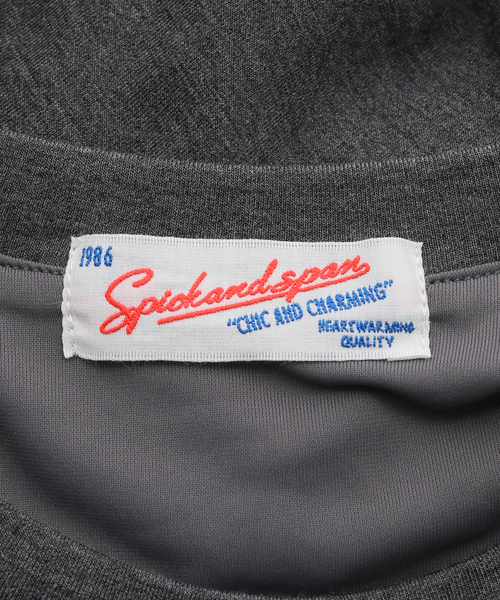 1986
Spickandspan
"CHIC AND CHARMING"
HEARTWARMING
QUALITY